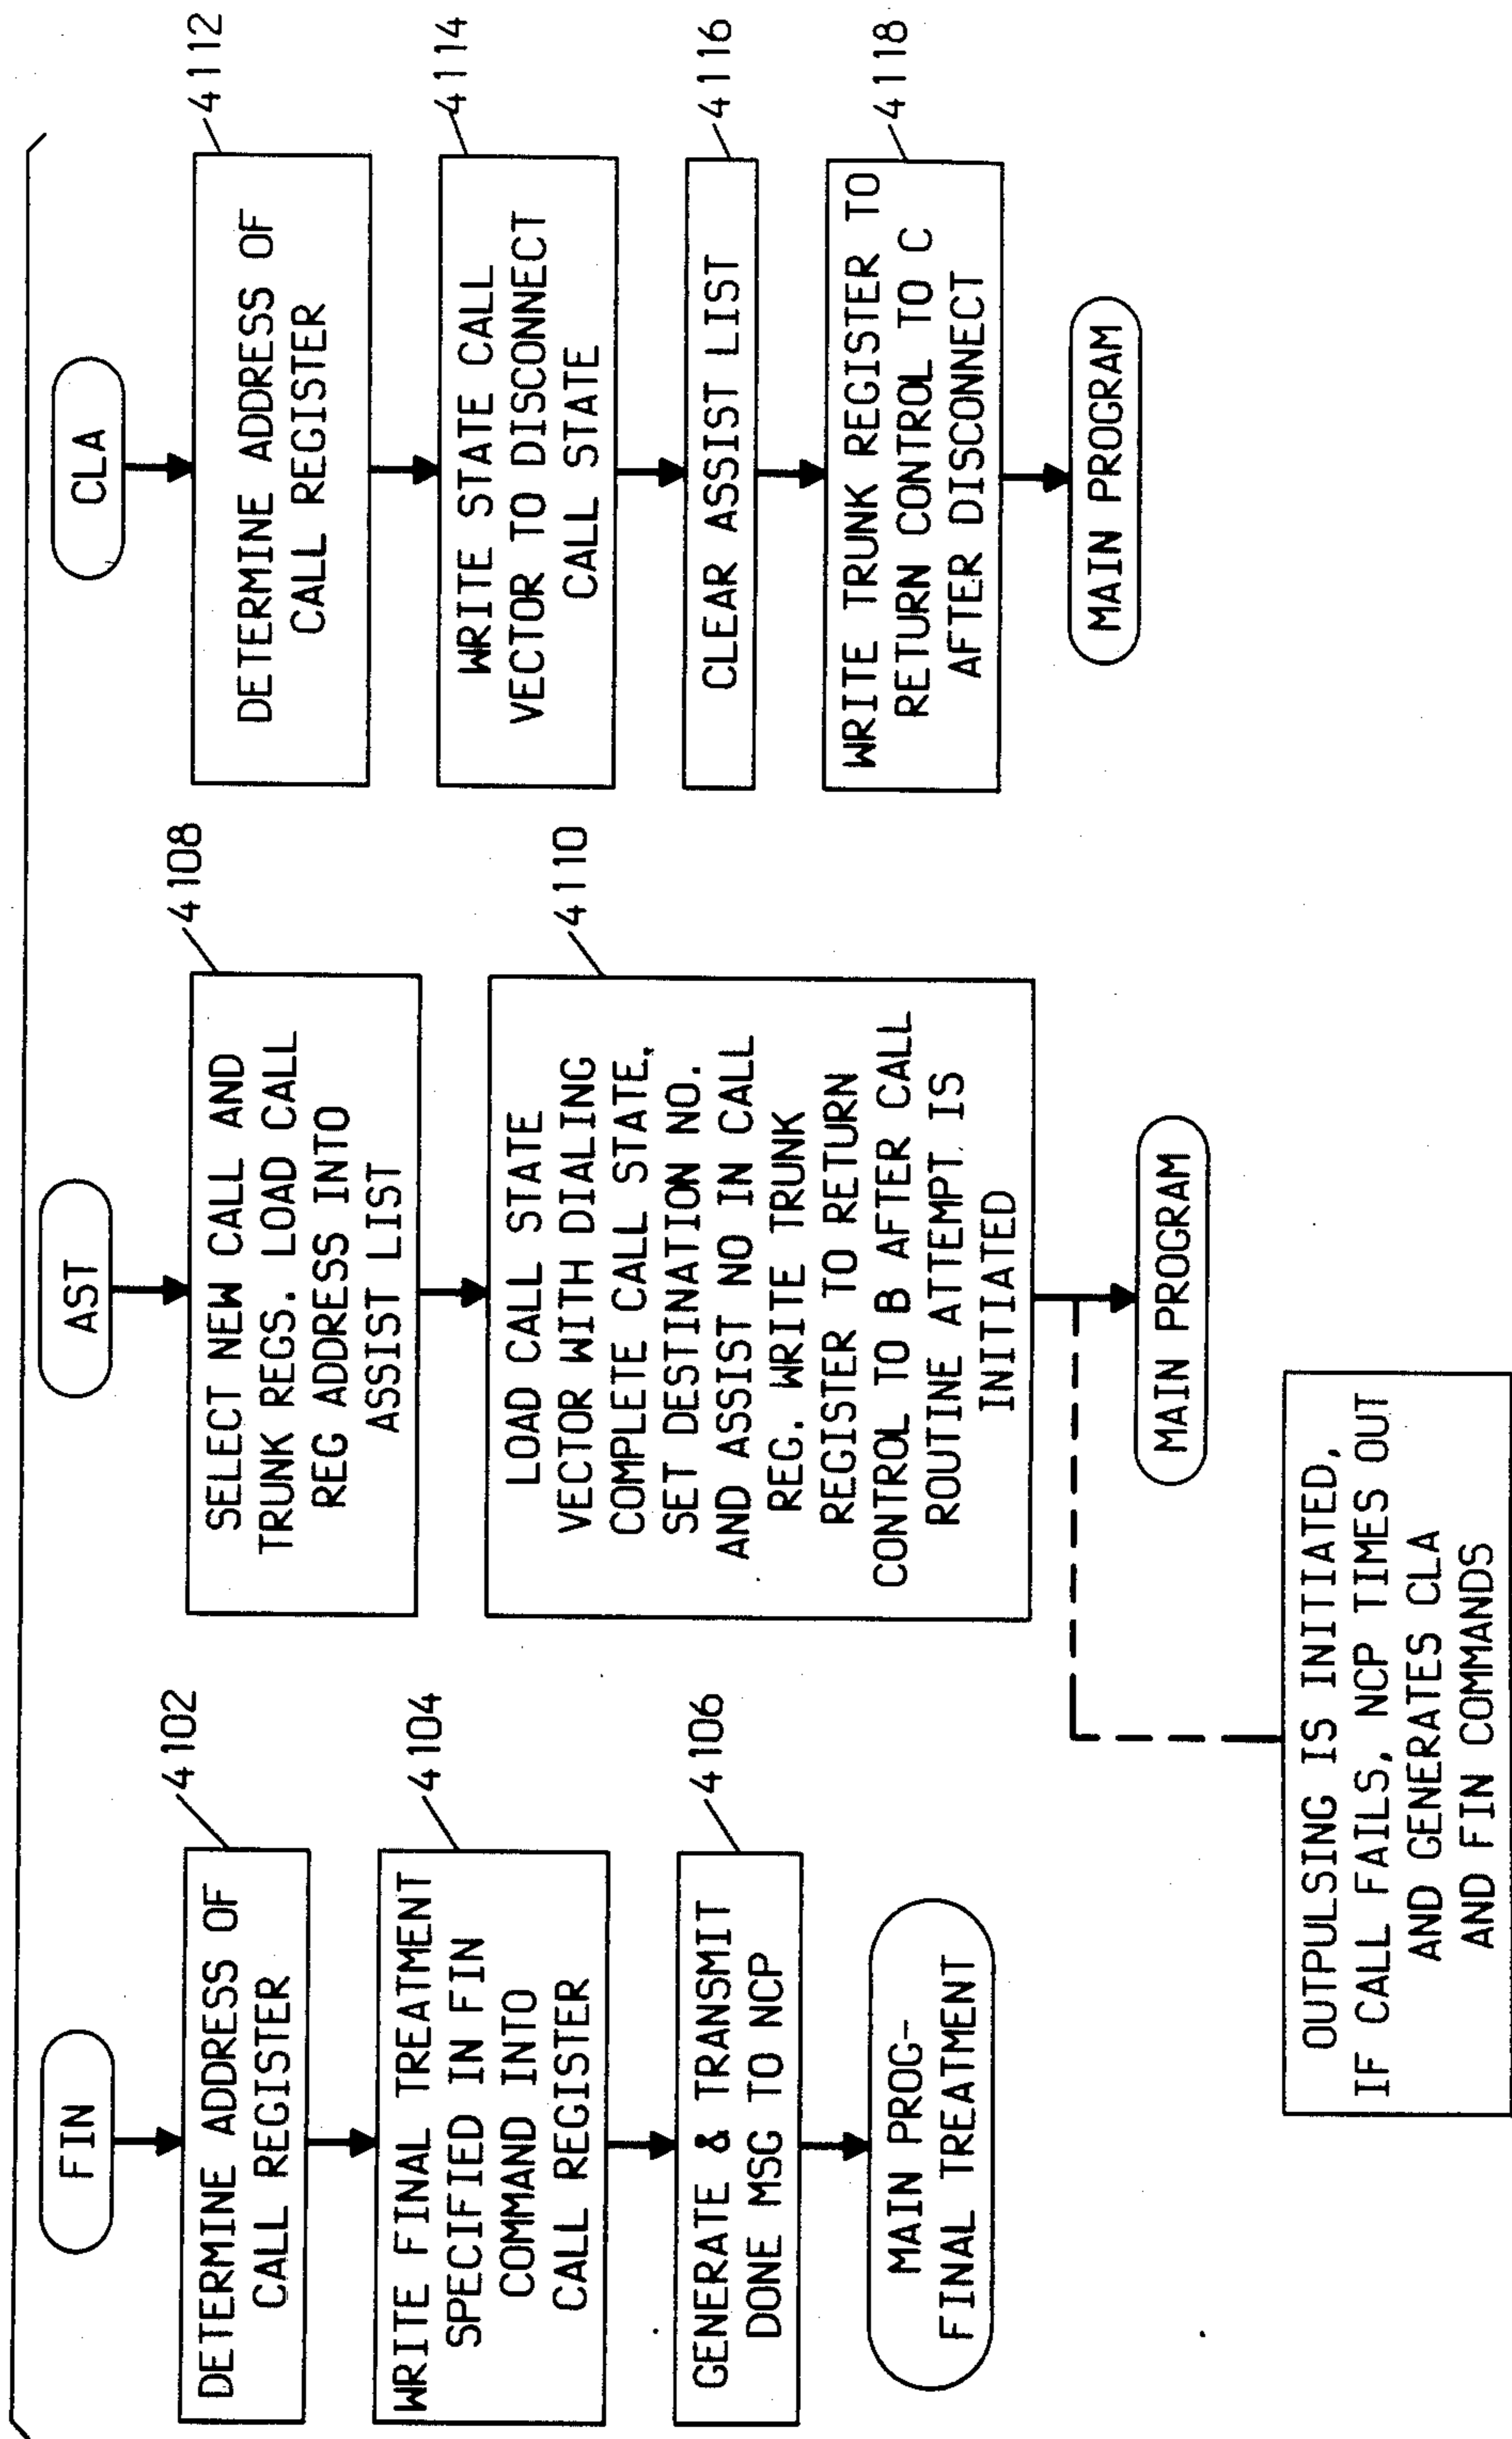 FIN
DETERMINE ADDRESS OF
CALL REGISTER
4102
WRITE FINAL TREATMENT
SPECIFIED IN FIN
COMMAND INTO
CALL REGISTER
4104
GENERATE & TRANSMIT
DONE MSG TO NCP
4106
MAIN PROG-
FINAL TREATMENT
AST
SELECT NEW CALL AND
TRUNK REGS. LOAD CALL
REG ADDRESS INTO
ASSIST LIST
4108
LOAD CALL STATE
VECTOR WITH DIALING
COMPLETE CALL STATE.
SET DESTINATION NO.
AND ASSIST NO IN CALL
REG. WRITE TRUNK
REGISTER TO RETURN
CONTROL TO B AFTER CALL
ROUTINE ATTEMPT IS
INITIATED
4110
MAIN PROGRAM
OUTPULSING IS INITIATED,
IF CALL FAILS, NCP TIMES OUT
AND GENERATES CLA
AND FIN COMMANDS
CLA
DETERMINE ADDRESS OF
CALL REGISTER
4112
WRITE STATE CALL
VECTOR TO DISCONNECT
CALL STATE
4114
CLEAR ASSIST LIST
4116
WRITE TRUNK REGISTER TO
RETURN CONTROL TO C
AFTER DISCONNECT
4118
MAIN PROGRAM